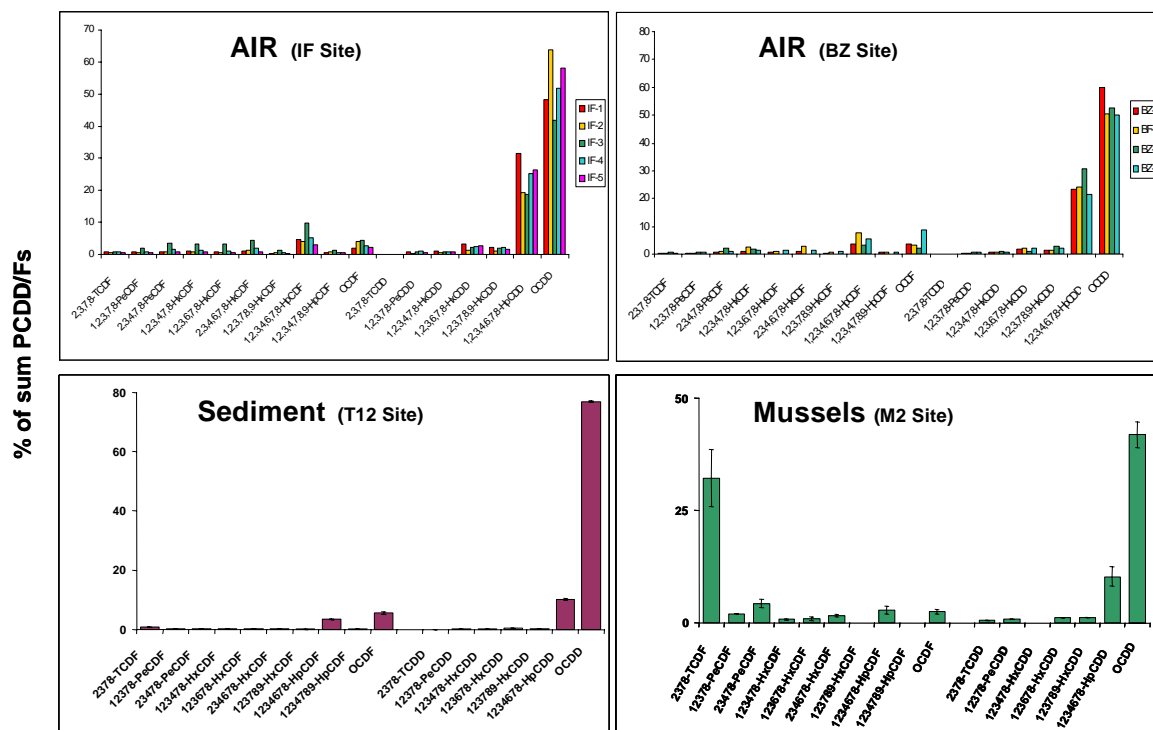 % of sum PCDD/Fs
AIR (IF Site)
70
60
50
40
30
20
10
0
2,3,7,8-TCDF
1,2,3,7,8-PeCDF
2,3,4,7,8-PeCDF
1,2,3,4,7,8-HxCDF
1,2,3,6,7,8-HxCDF
2,3,4,6,7,8-HxCDF
1,2,3,7,8,9-HxCDF
1,2,3,4,6,7,8-HpCDF
1,2,3,4,7,8,9-HpCDF
OCDF
2,3,7,8-TCDD
1,2,3,7,8-PeCDD
1,2,3,4,7,8-HxCDD
1,2,3,6,7,8-HxCDD
1,2,3,7,8,9-HxCDD
1,2,3,4,6,7,8-HpCDD
OCDD
IF-1
IF-2
IF-3
IF-4
IF-5
AIR (BZ Site)
80
70
60
50
40
30
20
10
0
2,3,7,8-TCDF
1,2,3,7,8-PeCDF
2,3,4,7,8-PeCDF
1,2,3,4,7,8-HxCDF
1,2,3,6,7,8-HxCDF
2,3,4,6,7,8-HxCDF
1,2,3,7,8,9-HxCDF
1,2,3,4,6,7,8-HpCDF
1,2,3,4,7,8,9-HpCDF
OCDF
2,3,7,8-TCDD
1,2,3,7,8-PeCDD
1,2,3,4,7,8-HxCDD
1,2,3,6,7,8-HxCDD
1,2,3,7,8,9-HxCDD
1,2,3,4,6,7,8-HpCDD
OCDD
BZ-
BF-
BZ-
BZ-
Sediment (T12 Site)
80
60
40
20
0
2378-TCDF
12378-PeCDF
23478-PeCDF
123478-HxCDF
123678-HxCDF
234678-HxCDF
123789-HxCDF
1234678-HpCDF
1234789-HpCDF
OCDF
2378-TCDD
12378-PeCDD
123478-HxCDD
123678-HxCDD
123789-HxCDD
1234678-HpCDD
OCDD
Mussels (M2 Site)
50
25
0
2378-TCDF
12378-PeCDF
23478-PeCDF
123478-HxCDF
123678-HxCDF
234678-HxCDF
123789-HxCDF
1234678-HpCDF
1234789-HpCDF
OCDF
2378-TCDD
12378-PeCDD
123478-HxCDD
123678-HxCDD
123789-HxCDD
1234678-HpCDD
OCDD